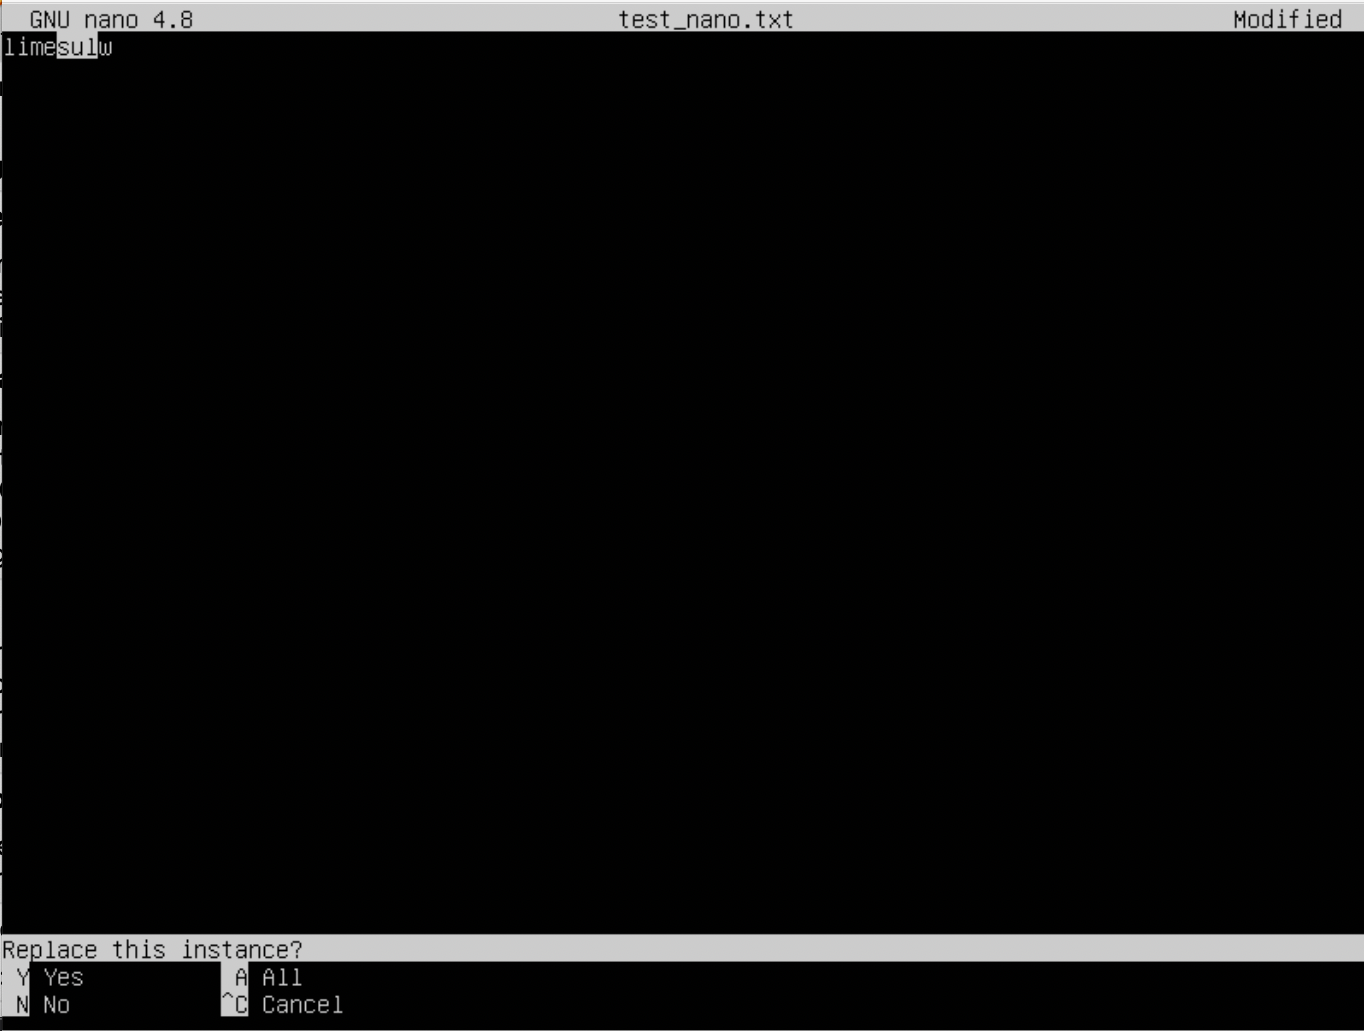 GNU nano 4.8 test_nano.txt Modified
limesulw
Replace this instance?
Y Yes A All
N No ^C Cancel